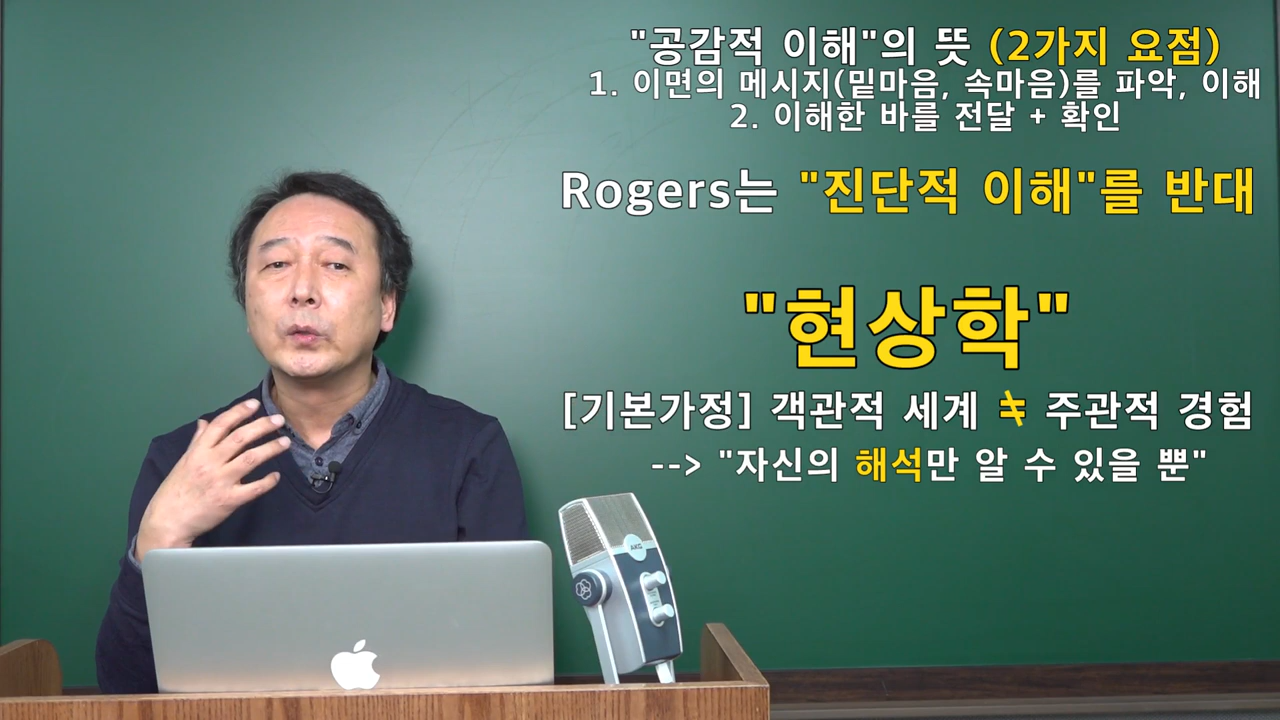 "공감적 이해"의 뜻 (2가지 요점)
1. 이면의 메시지(밑마음, 속마음)를 파악, 이해
2. 이해한 바를 전달 + 확인
Rogers는 "진단적 이해"를 반대
"현상학"
[기본가정] 객관적 세계 ≠ 주관적 경험
--> "자신의 해석만 알 수 있을 뿐"
AKG